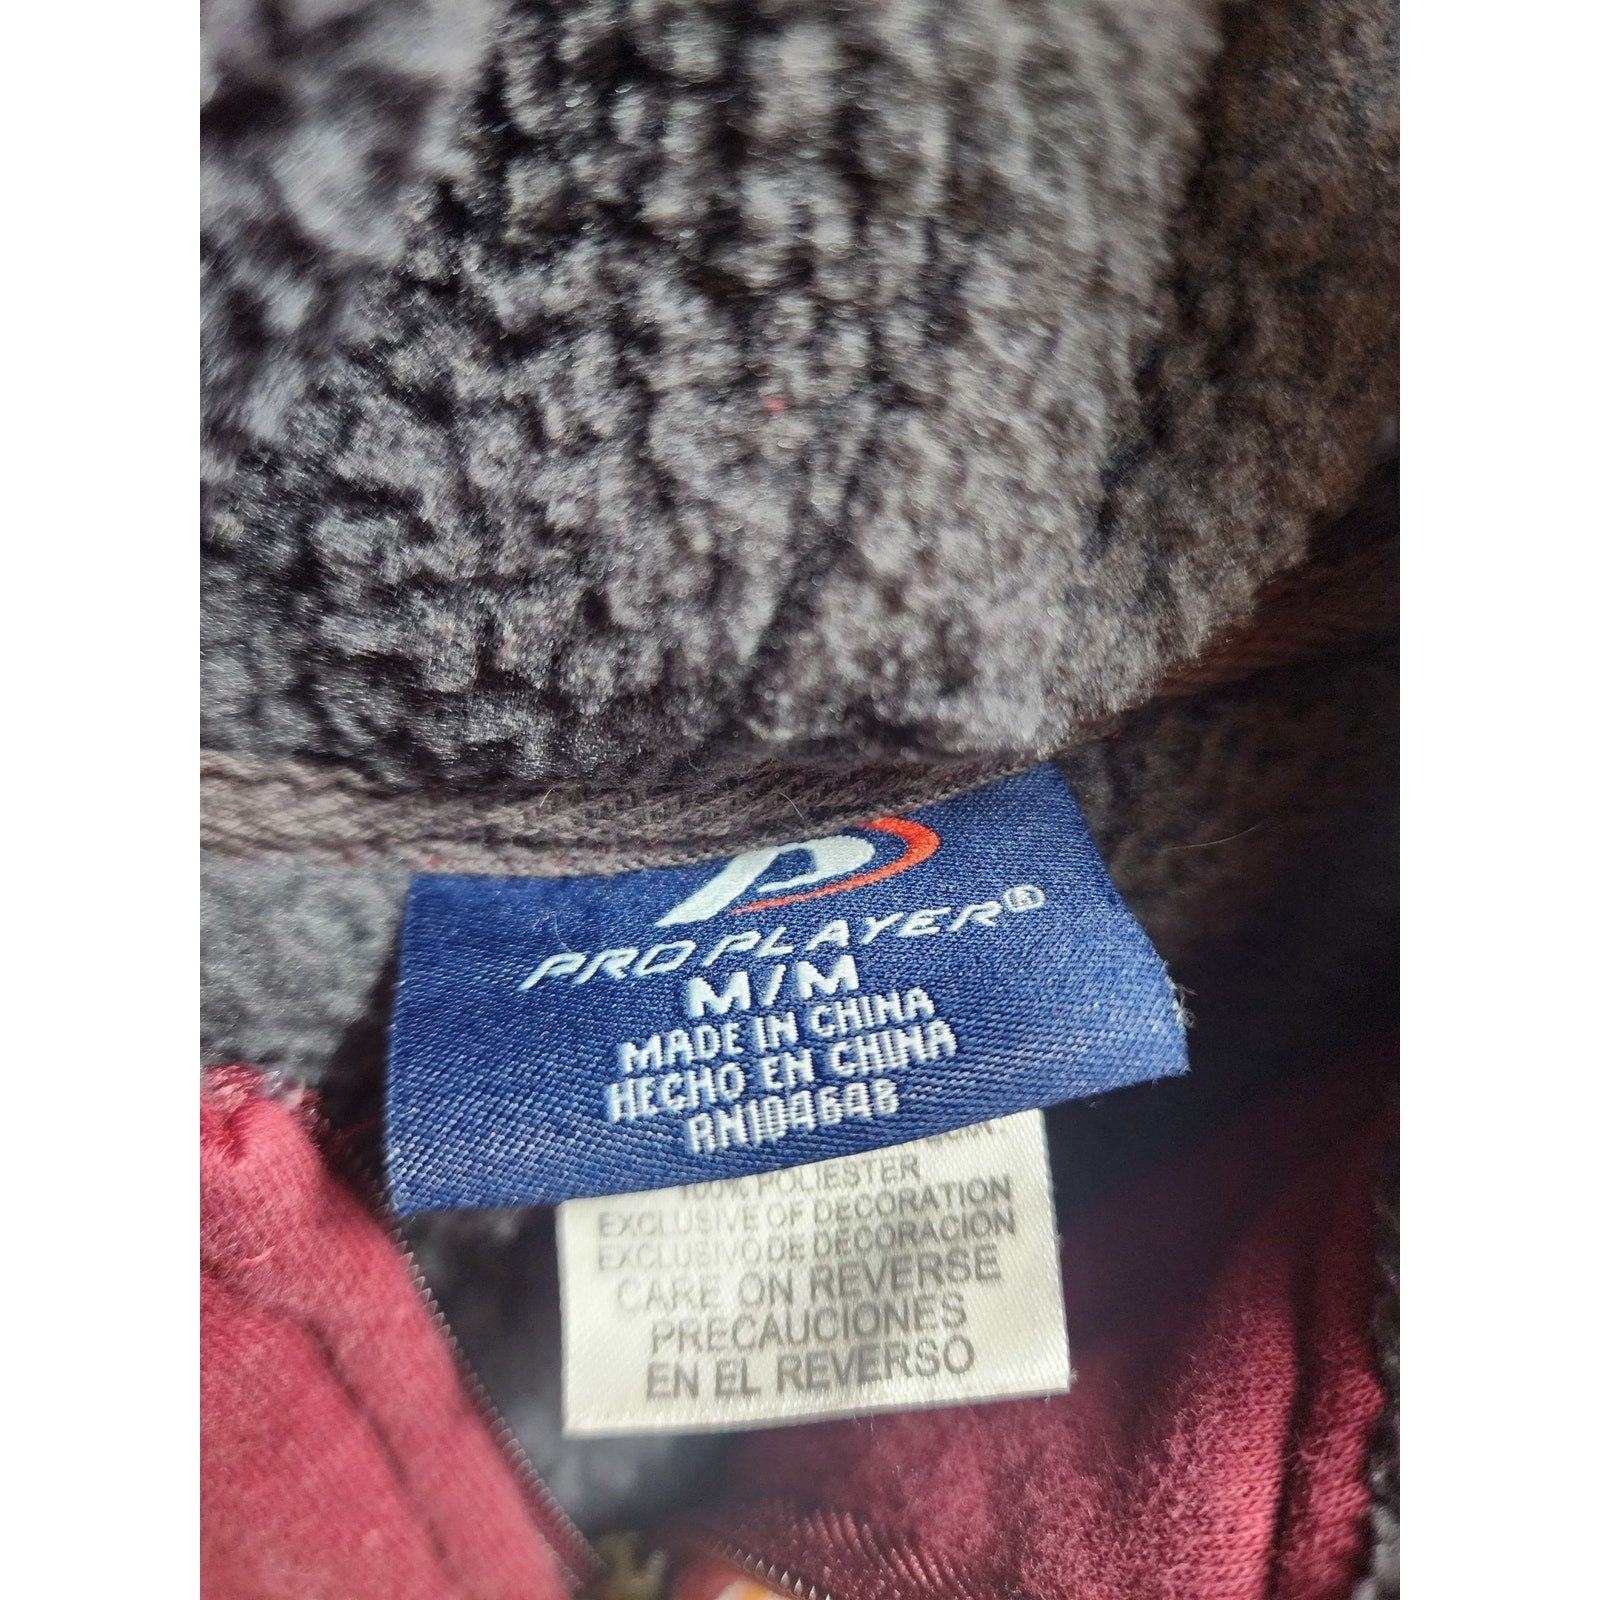 PRO PLAYER®
M/M
MADE IN CHINA
HECHO EN CHINA
RN104648
100% POLIESTER
EXCLUSIVE OF DECORATION
EXCLUSIVO DE DECORACION
CARE ON REVERSE
PRECAUCIONES
EN EL REVERSO